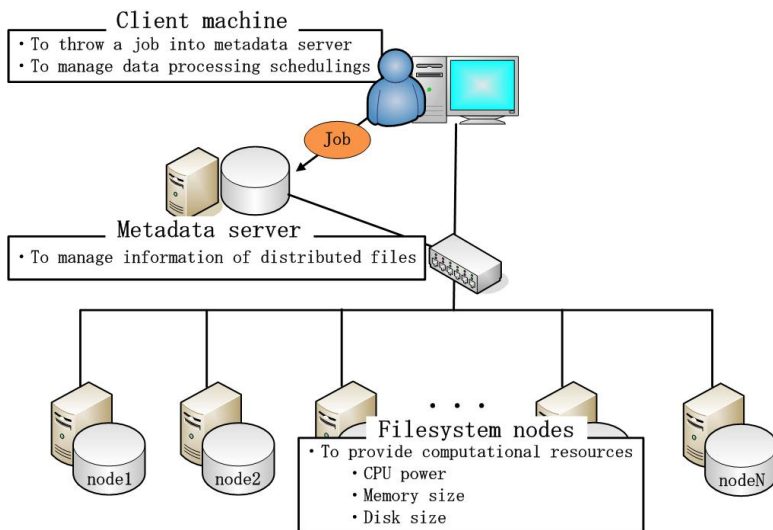 Client machine
・To throw a job into metadata server
・To manage data processing schedulings
Job
Metadata server
・To manage information of distributed files
node1
node2
・・・
Filesystem nodes
・To provide computational resources
・CPU power
・Memory size
・Disk size
nodeN